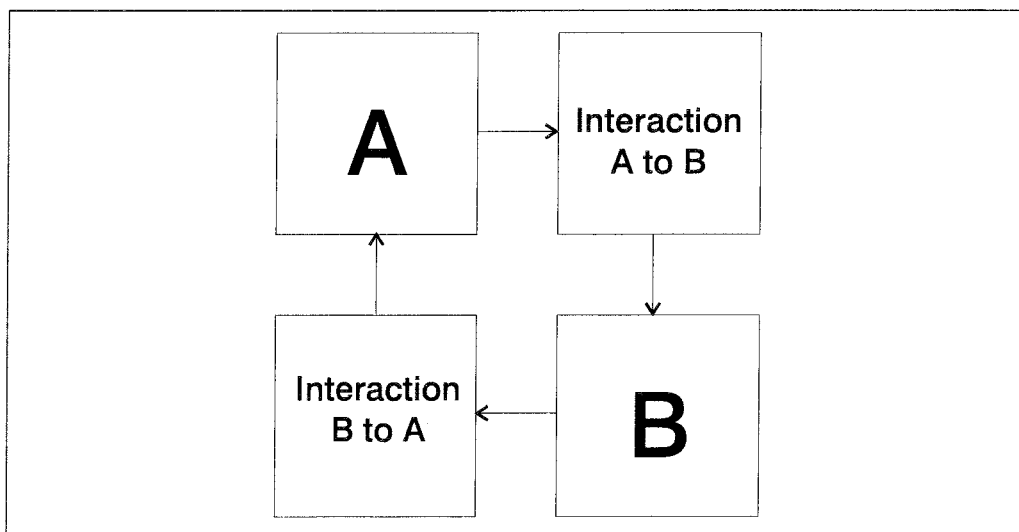 A
Interaction
A to B
Interaction
B to A
B